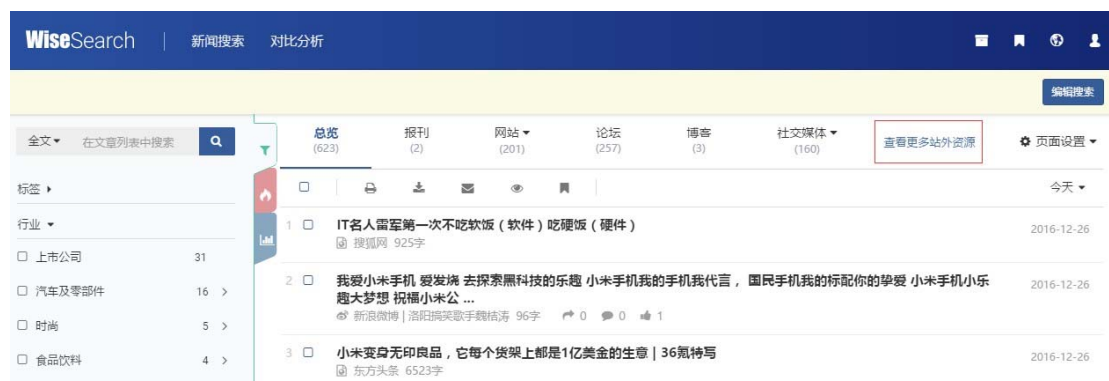 WiseSearch | 新闻搜索 对比分析
编辑搜索
全文 在文章列表中搜索
总览 报刊 网站 论坛 博客 社交媒体 查看更多站外资源 页面设置
(623) (2) (201) (257) (3) (160)
标签
今天
行业
1 IT名人雷军第一次不吃软饭(软件)吃硬饭(硬件) 2016-12-26
搜狐网 925字
上市公司 31
2 我爱小米手机 爱发烧 去探索黑科技的乐趣 小米手机我的手机我代言, 国民手机我的标配你的挚爱 小米手机小乐 2016-12-26
趣大梦想 祝福小米公 ...
汽车及零部件 16 >
新浪微博 | 洛阳搞笑歌手魏桔涛 96字 0 0 1
时尚 5 >
3 小米变身无印良品,它每个货架上都是1亿美金的生意 | 36氪特写 2016-12-26
东方头条 6523字
食品饮料 4 >